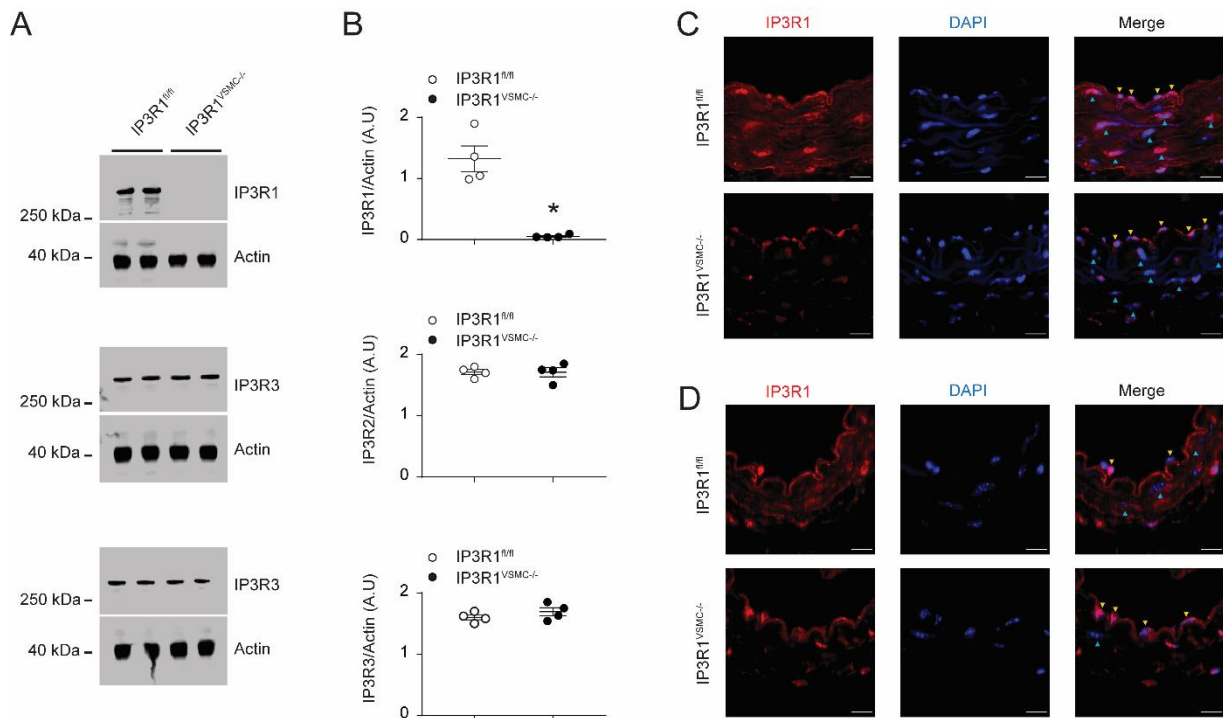 A
IP3R1fl/fl
IP3R1VSMC-/-
IP3R1
250 kDa
40 kDa
Actin
IP3R3
250 kDa
40 kDa
Actin
IP3R3
250 kDa
40 kDa
Actin
B
IP3R1fl/fl
IP3R1VSMC-/-
IP3R1/Actin (A.U)
2
1
0
*
IP3R1fl/fl
IP3R1VSMC-/-
IP3R2/Actin (A.U)
2
1
0
IP3R1fl/fl
IP3R1VSMC-/-
IP3R3/Actin (A.U)
2
1
0
C
IP3R1
DAPI
Merge
IP3R1fl/fl
IP3R1VSMC-/-
D
IP3R1
DAPI
Merge
IP3R1fl/fl
IP3R1VSMC-/-